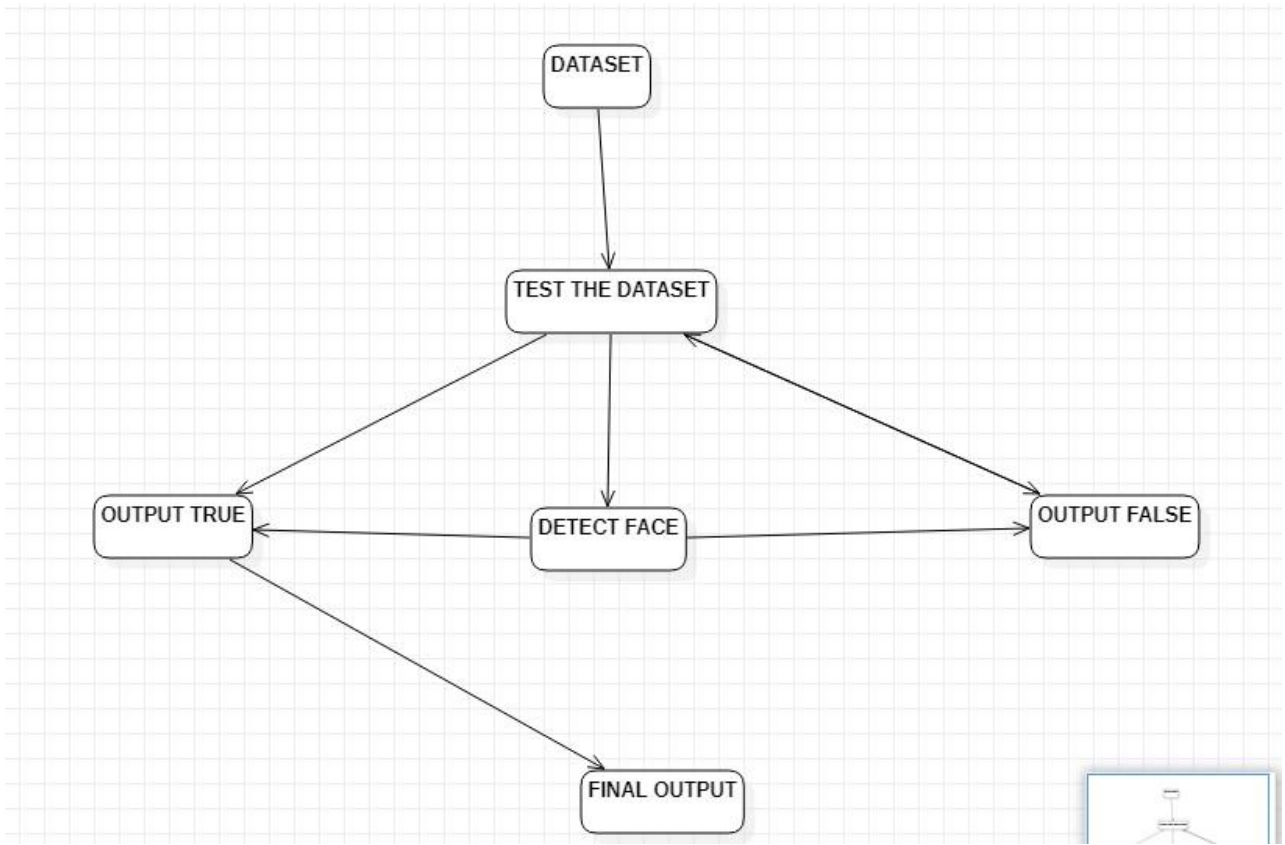 DATASET
TEST THE DATASET
OUTPUT TRUE
DETECT FACE
OUTPUT FALSE
FINAL OUTPUT